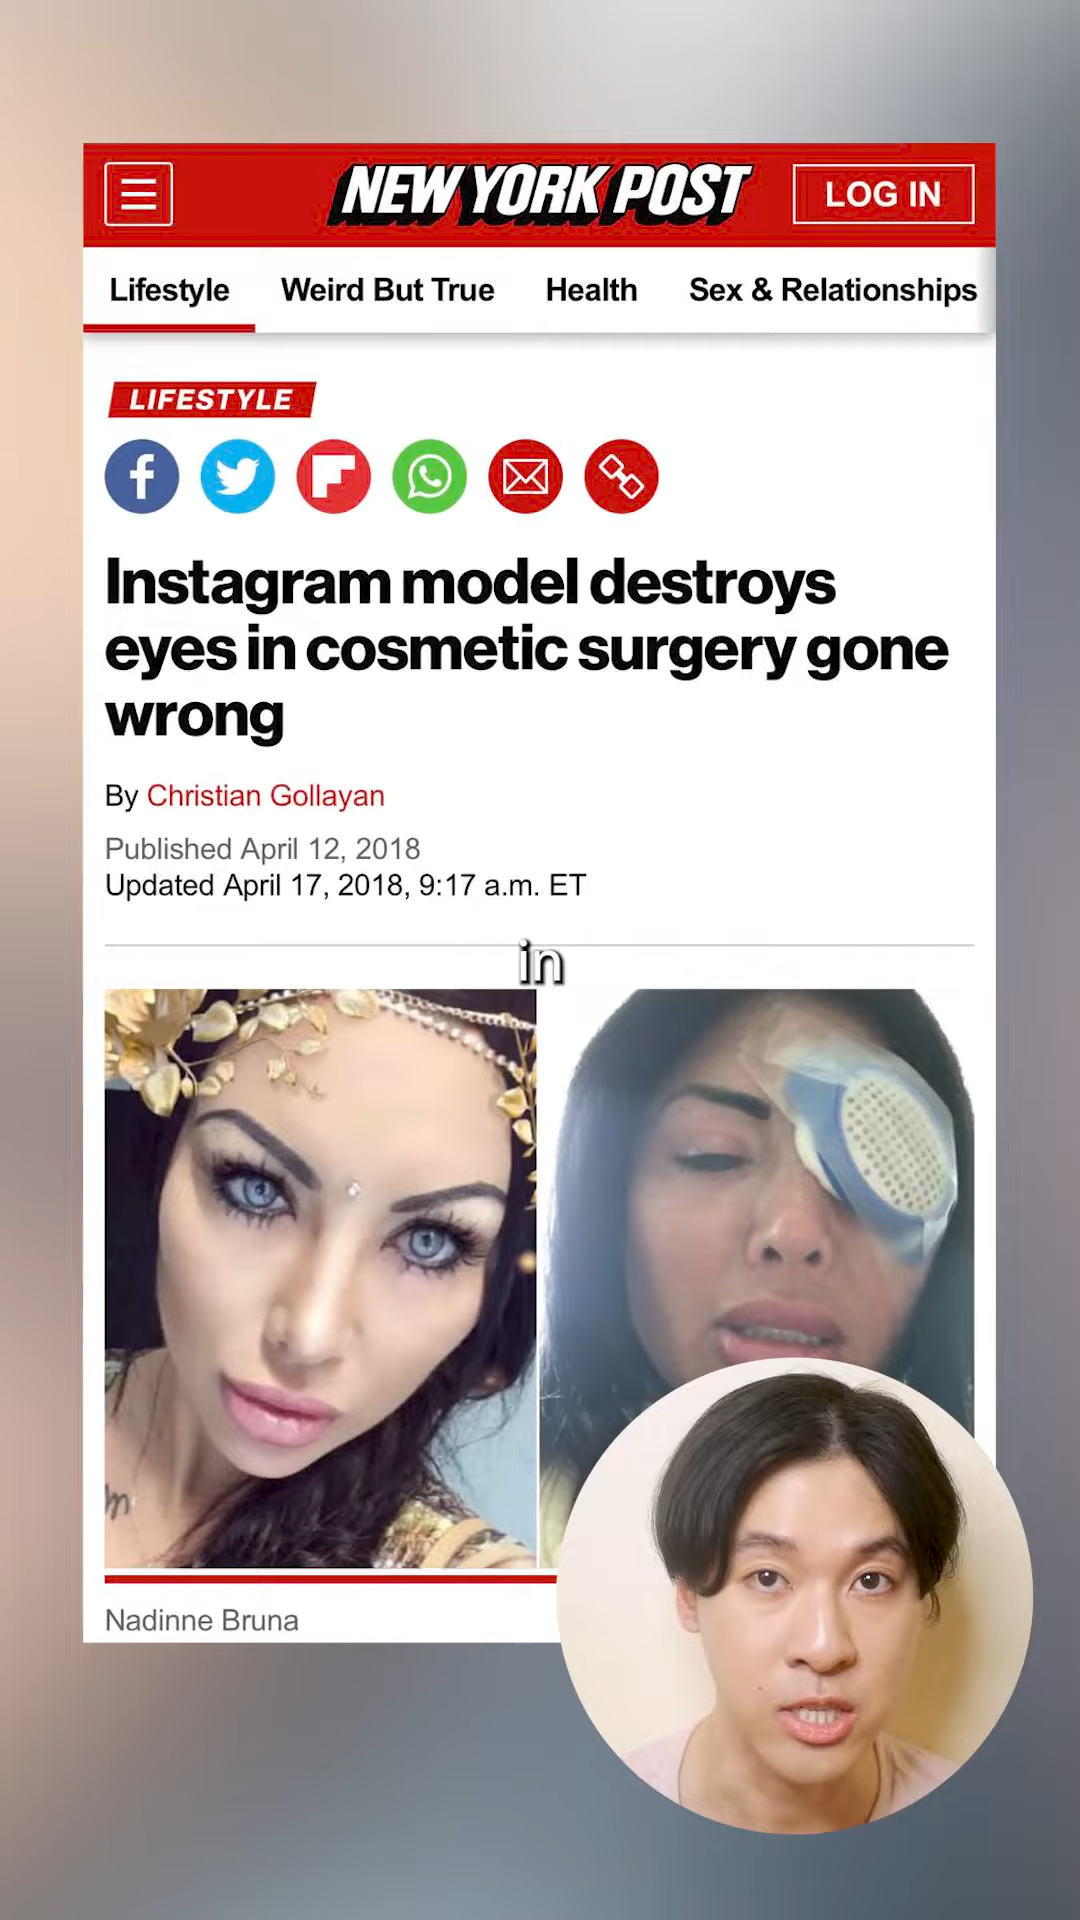 NEW YORK POST
LOG IN
Lifestyle Weird But True Health Sex & Relationships
LIFESTYLE
Instagram model destroys
eyes in cosmetic surgery gone
wrong
By Christian Gollayan
Published April 12, 2018
Updated April 17, 2018, 9:17 a.m. ET
in
Nadinne Bruna